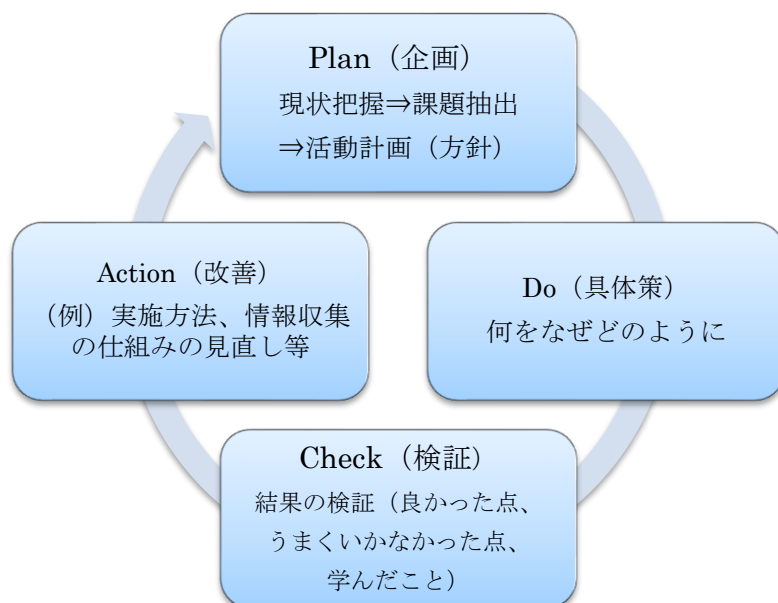 Plan（企画）
現状把握⇒課題抽出
⇒活動計画（方針）
Action（改善）
（例）実施方法、情報収集
の仕組みの見直し等
Do（具体策）
何をなぜどのように
Check（検証）
結果の検証（良かった点、
うまくいかなかった点、
学んだこと）